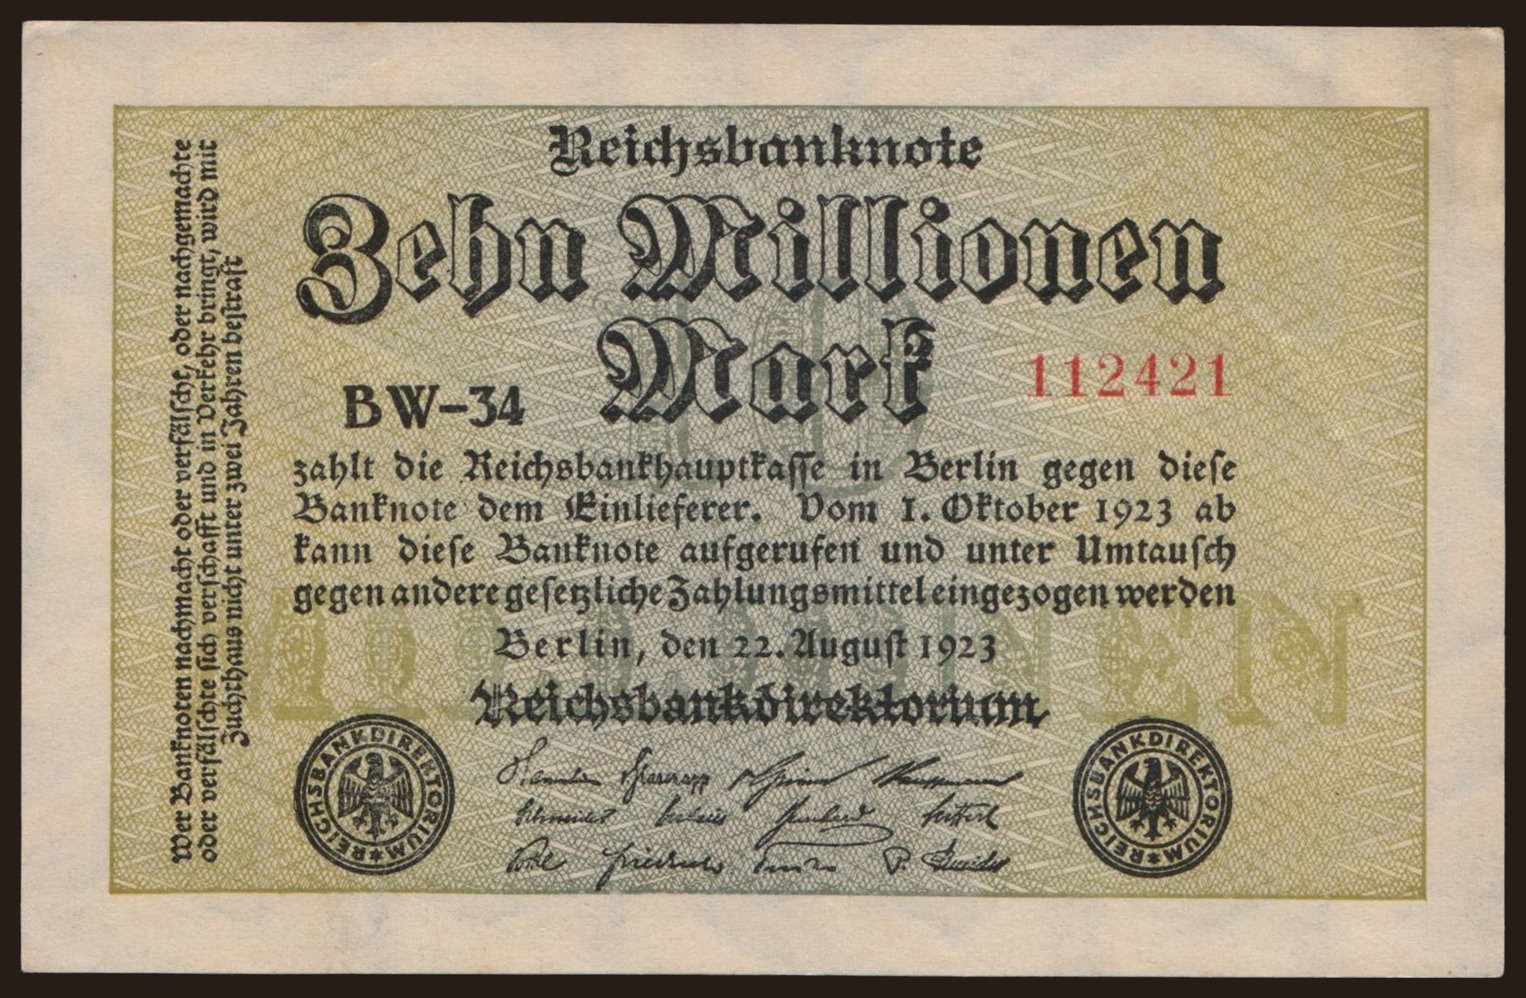 Reichsbanknote
Zehn Millionen
Mark
BW-34
112421
zahlt die Reichsbankhauptkasse in Berlin gegen diese
Banknote dem Einlieferer. Vom 1. Oktober 1923 ab
kann diese Banknote aufgerufen und unter Umtausch
gegen andere gesetzliche Zahlungsmittel eingezogen werden
Berlin, den 22. August 1923
Reichsbankdirektorium
REICHSBANKDIREKTORIUM
REICHSBANKDIREKTORIUM
Wer Banknoten nachmacht oder verfälscht, oder nachgemachte
oder verfälschte sich verschafft und in Verkehr bringt, wird mit
Zuchthaus nicht unter zwei Jahren bestraft